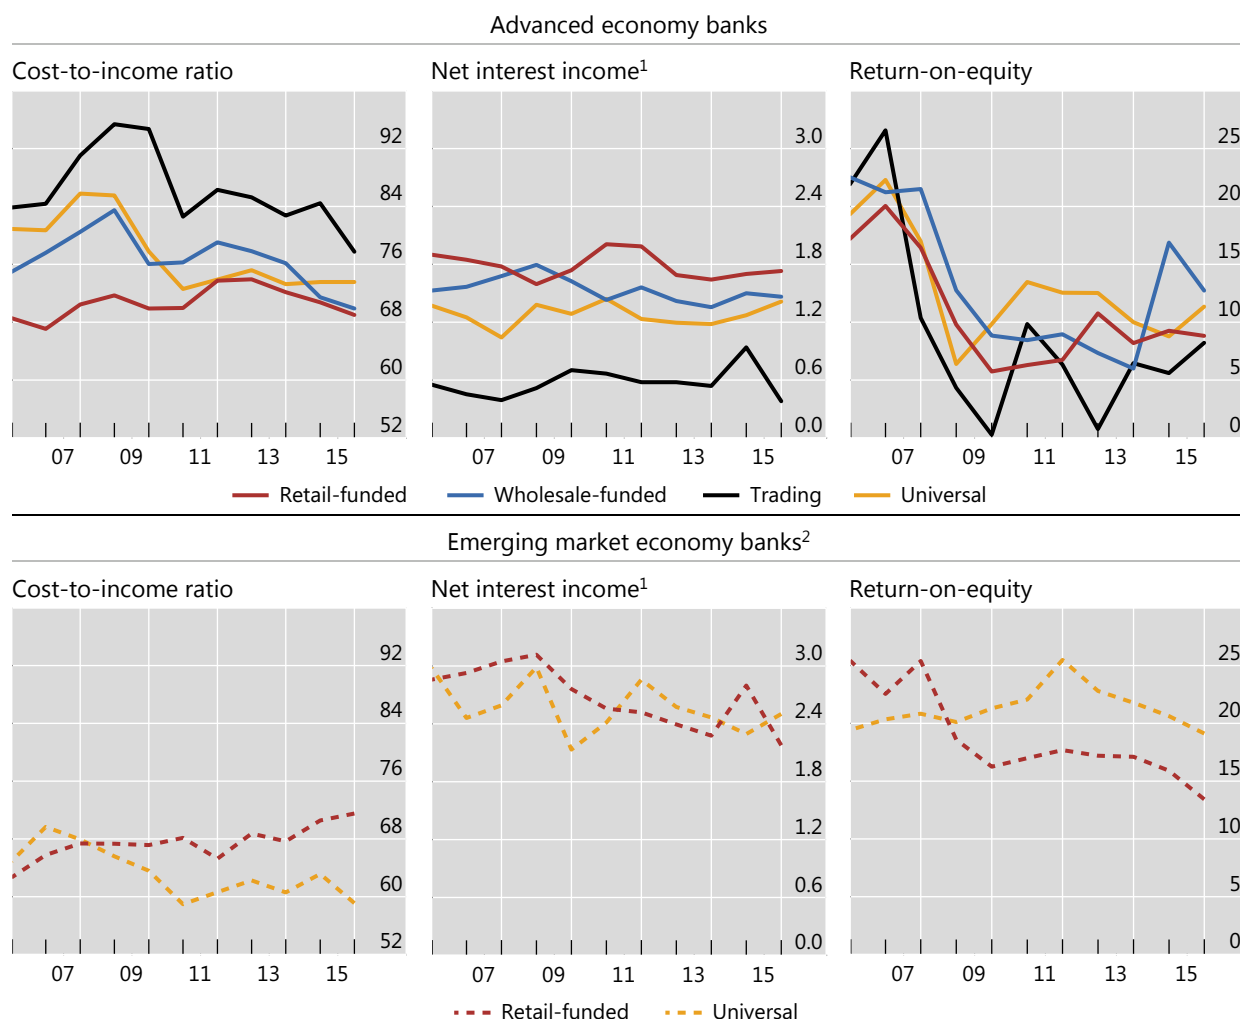 Advanced economy banks
Cost-to-income ratio
92
84
76
68
60
52
07 09 11 13 15
Net interest income1
3.0
2.4
1.8
1.2
0.6
0.0
07 09 11 13 15
Return-on-equity
25
20
15
10
5
0
07 09 11 13 15
Retail-funded Wholesale-funded Trading Universal
Emerging market economy banks2
Cost-to-income ratio
92
84
76
68
60
52
07 09 11 13 15
Net interest income1
3.0
2.4
1.8
1.2
0.6
0.0
07 09 11 13 15
Return-on-equity
25
20
15
10
5
0
07 09 11 13 15
Retail-funded Universal